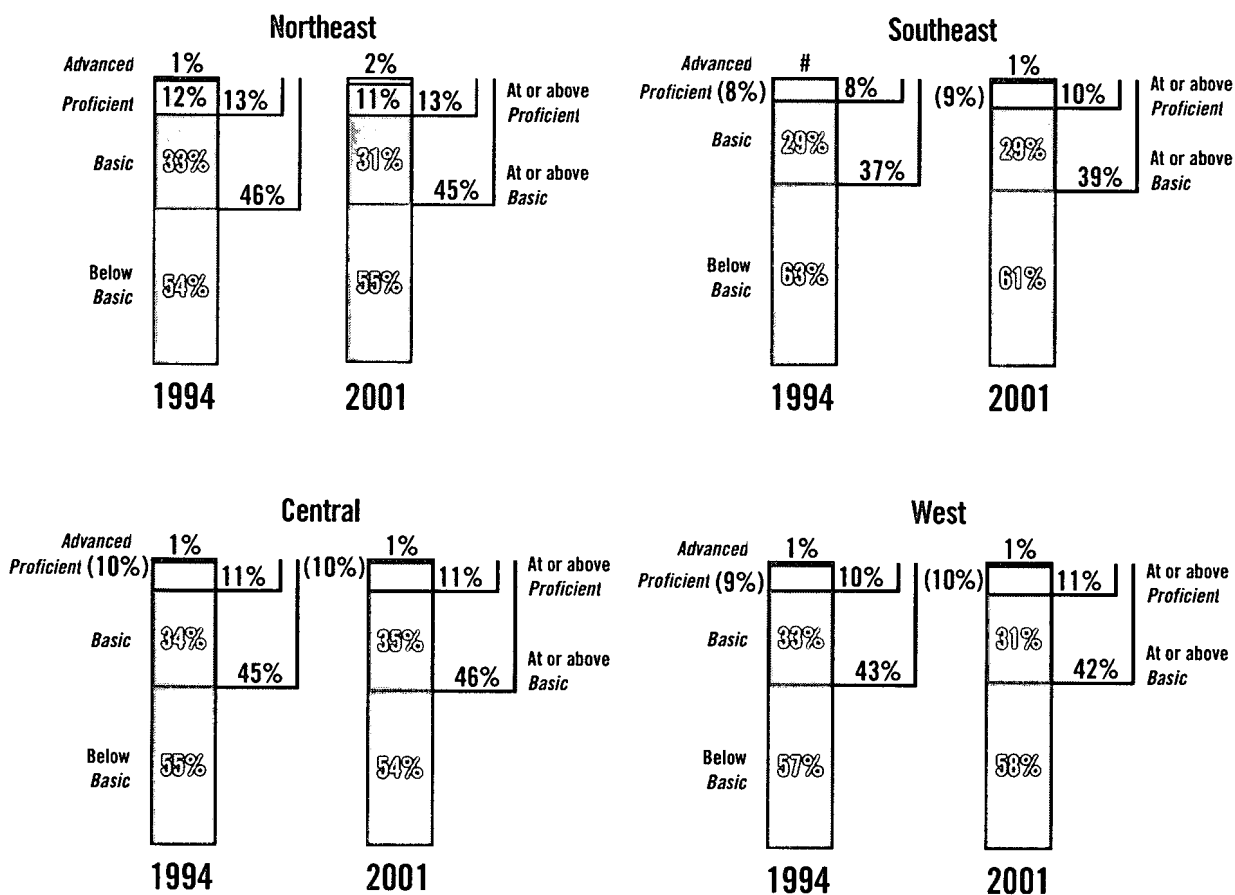 Northeast
Advanced 1% 2%
Proficient 12% 13% 11% 13% At or above
Proficient
Basic 33% 31%
46% 45% At or above
Basic
Below
Basic 54% 55%
1994 2001
Southeast
Advanced # 1%
Proficient (8%) 8% (9%) 10% At or above
Proficient
Basic 29% 29%
37% 39% At or above
Basic
Below
Basic 63% 61%
1994 2001
Central
Advanced 1% 1%
Proficient (10%) 11% (10%) 11% At or above
Proficient
Basic 34% 35%
45% 46% At or above
Basic
Below
Basic 55% 54%
1994 2001
West
Advanced 1% 1%
Proficient (9%) 10% (10%) 11% At or above
Proficient
Basic 33% 31%
43% 42% At or above
Basic
Below
Basic 57% 58%
1994 2001